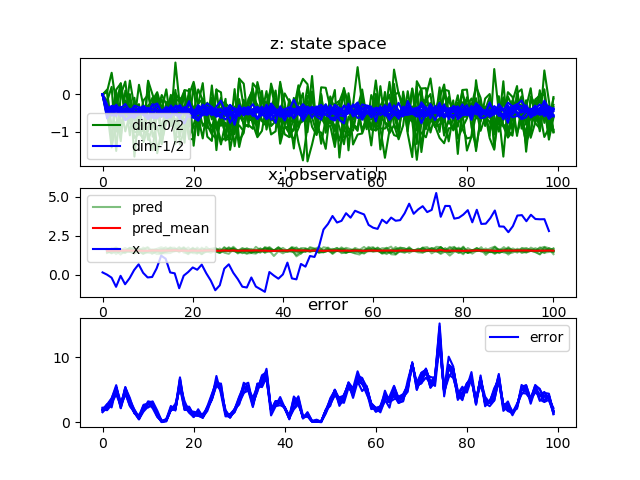 z: state space
0
−1
dim-0/2
dim-1/2
0 20 40 60 80 100
x: observation
5.0
2.5
0.0
pred
pred_mean
x
0 20 40 60 80 100
error
10
0
error
0 20 40 60 80 100